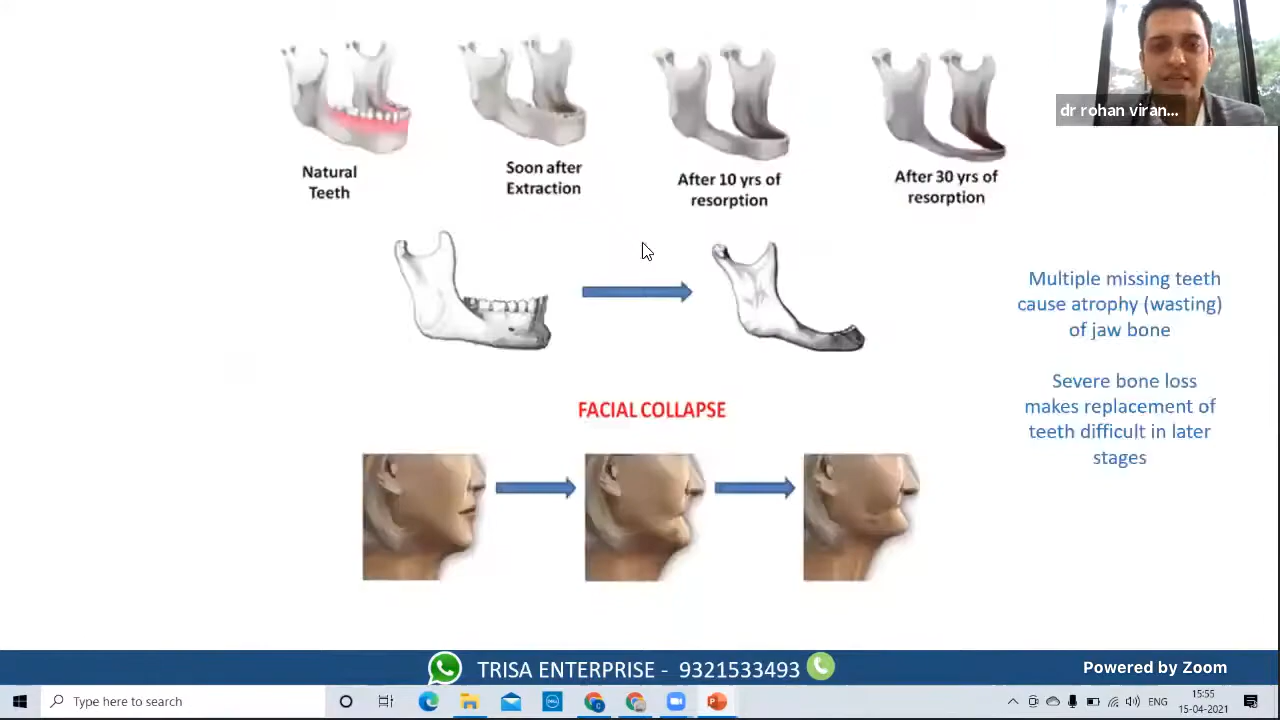 dr rohan viran...
Natural
Teeth
Soon after
Extraction
After 10 yrs of
resorption
After 30 yrs of
resorption
Multiple missing teeth
cause atrophy (wasting)
of jaw bone
Severe bone loss
makes replacement of
teeth difficult in later
stages
FACIAL COLLAPSE
TRISA ENTERPRISE - 9321533493
Powered by Zoom
Type here to search
ENG
15:55
15-04-2021